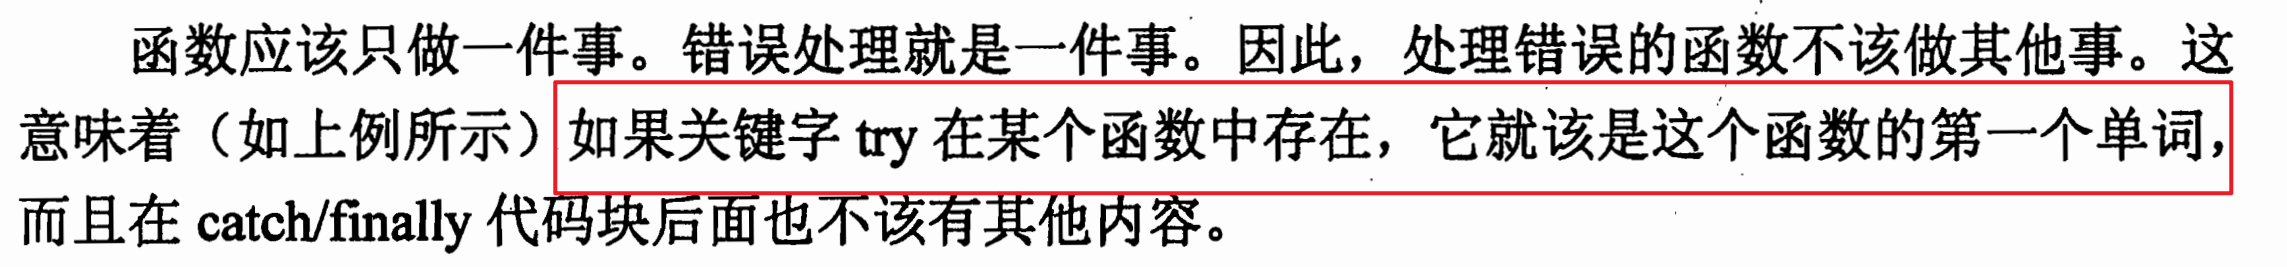 函数应该只做一件事。错误处理就是一件事。因此，处理错误的函数不该做其他事。这
意味着（如上例所示）如果关键字 try 在某个函数中存在，它就该是这个函数的第一个单词，
而且在 catch/finally 代码块后面也不该有其他内容。